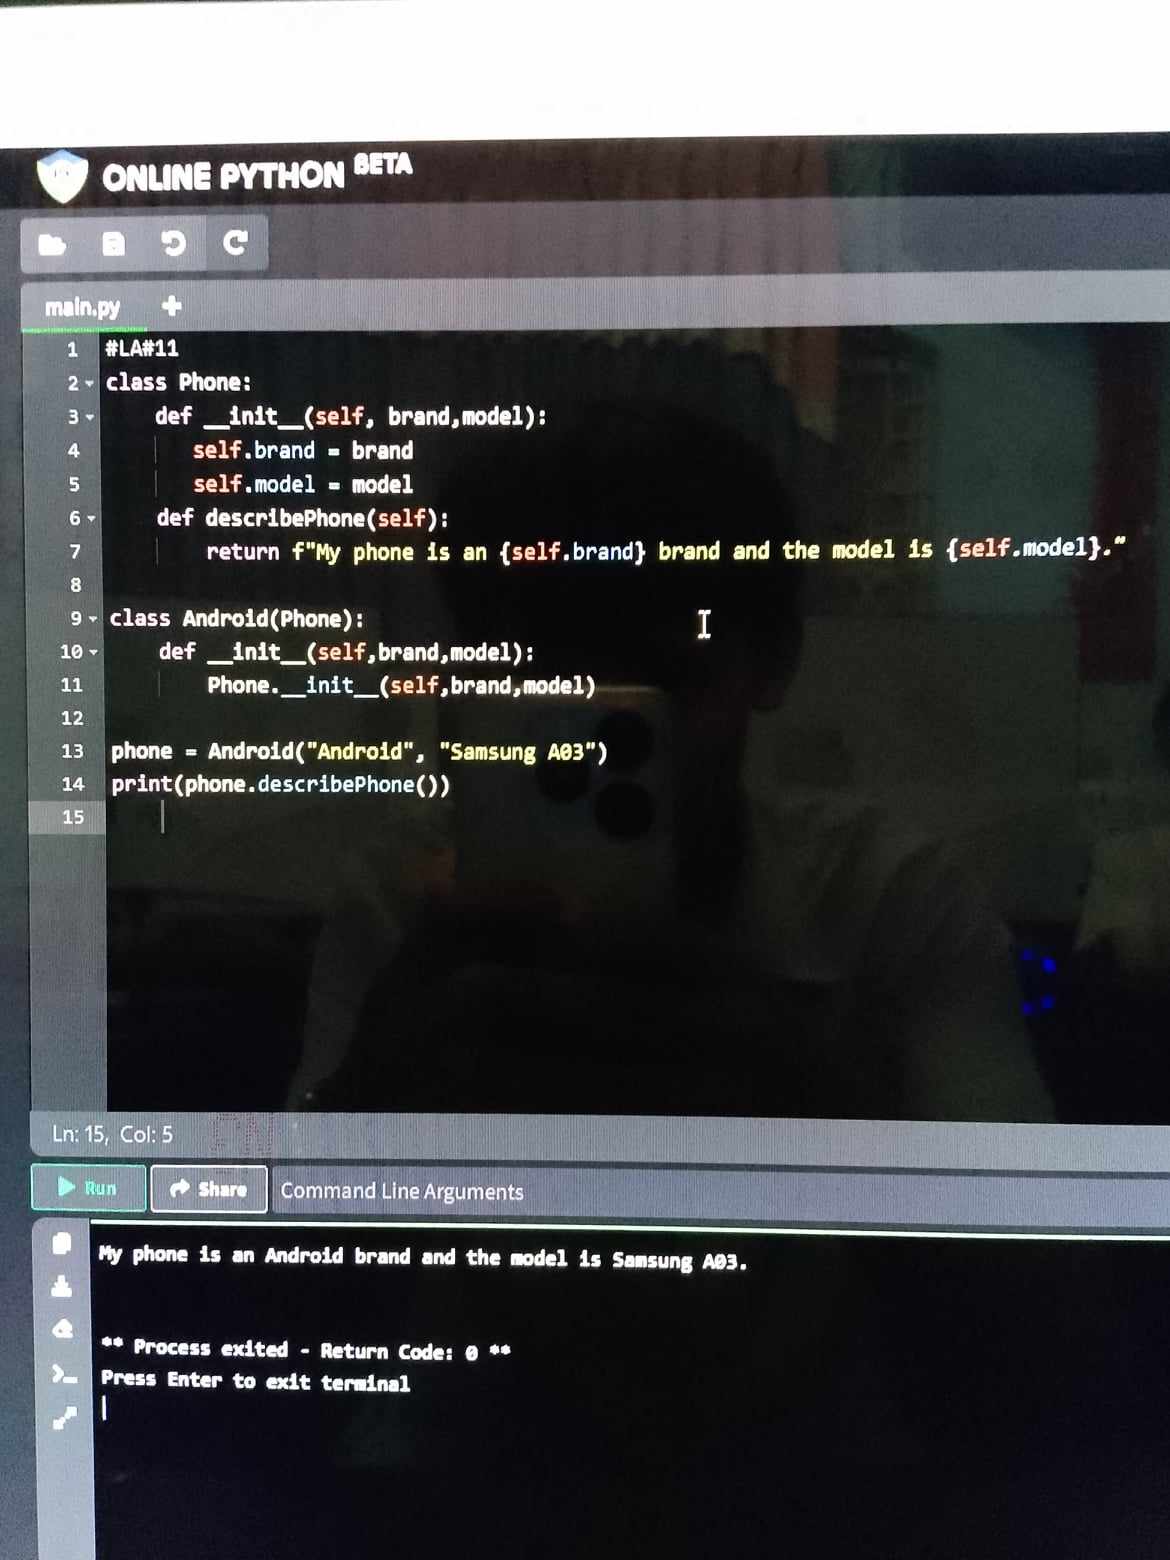 ONLINE PYTHON BETA
main.py +
1 #LA#11
2 class Phone:
3     def __init__(self, brand,model):
4        self.brand = brand
5        self.model = model
6     def describePhone(self):
7         return f"My phone is an {self.brand} brand and the model is {self.model}."
8
9 class Android(Phone):
10     def __init__(self,brand,model):
11         Phone.__init__(self,brand,model)
12
13 phone = Android("Android", "Samsung A03")
14 print(phone.describePhone())
15
Ln: 15, Col: 5
Run Share Command Line Arguments
My phone is an Android brand and the model is Samsung A03.
** Process exited - Return Code: 0 **
Press Enter to exit terminal